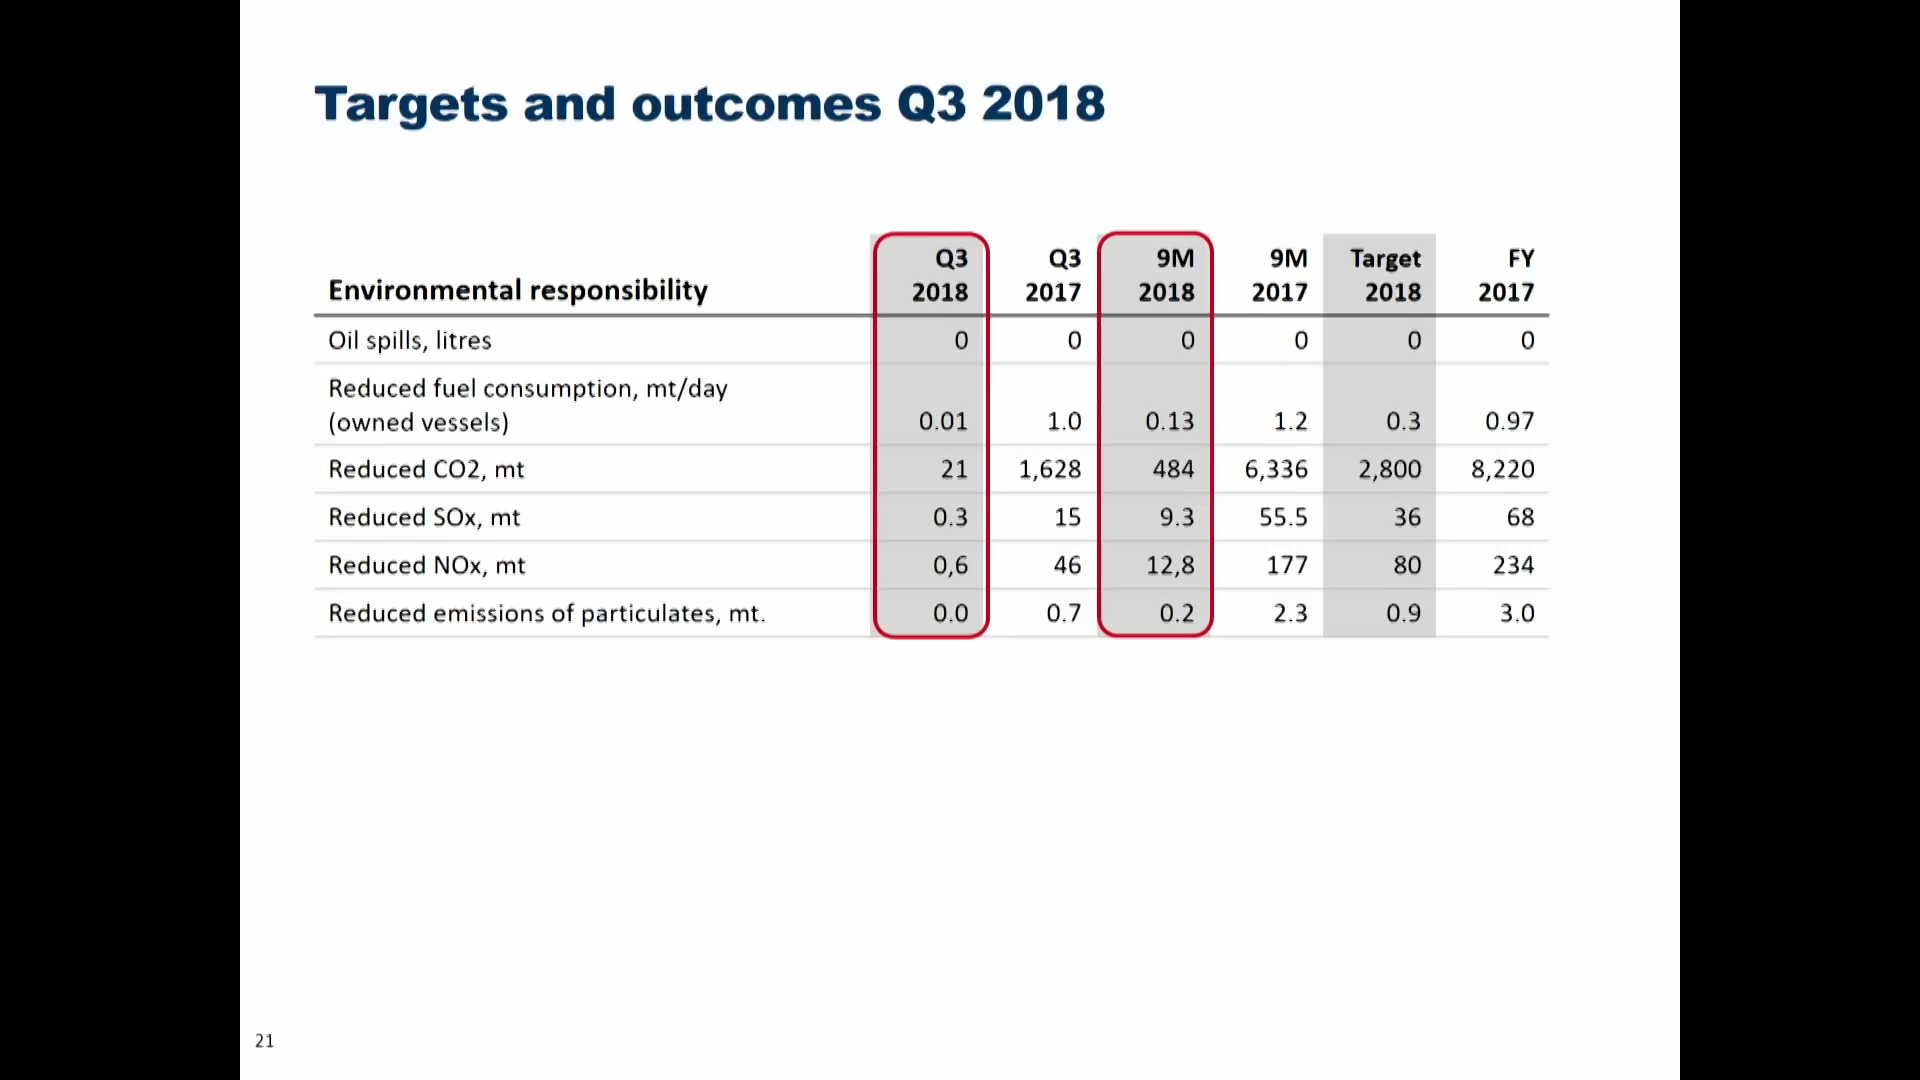 Targets and outcomes Q3 2018
Q3 Q3 9M 9M Target FY
Environmental responsibility 2018 2017 2018 2017 2018 2017
Oil spills, litres 0 0 0 0 0 0
Reduced fuel consumption, mt/day
(owned vessels) 0.01 1.0 0.13 1.2 0.3 0.97
Reduced CO2, mt 21 1,628 484 6,336 2,800 8,220
Reduced SOx, mt 0.3 15 9.3 55.5 36 68
Reduced NOx, mt 0,6 46 12,8 177 80 234
Reduced emissions of particulates, mt. 0.0 0.7 0.2 2.3 0.9 3.0
21